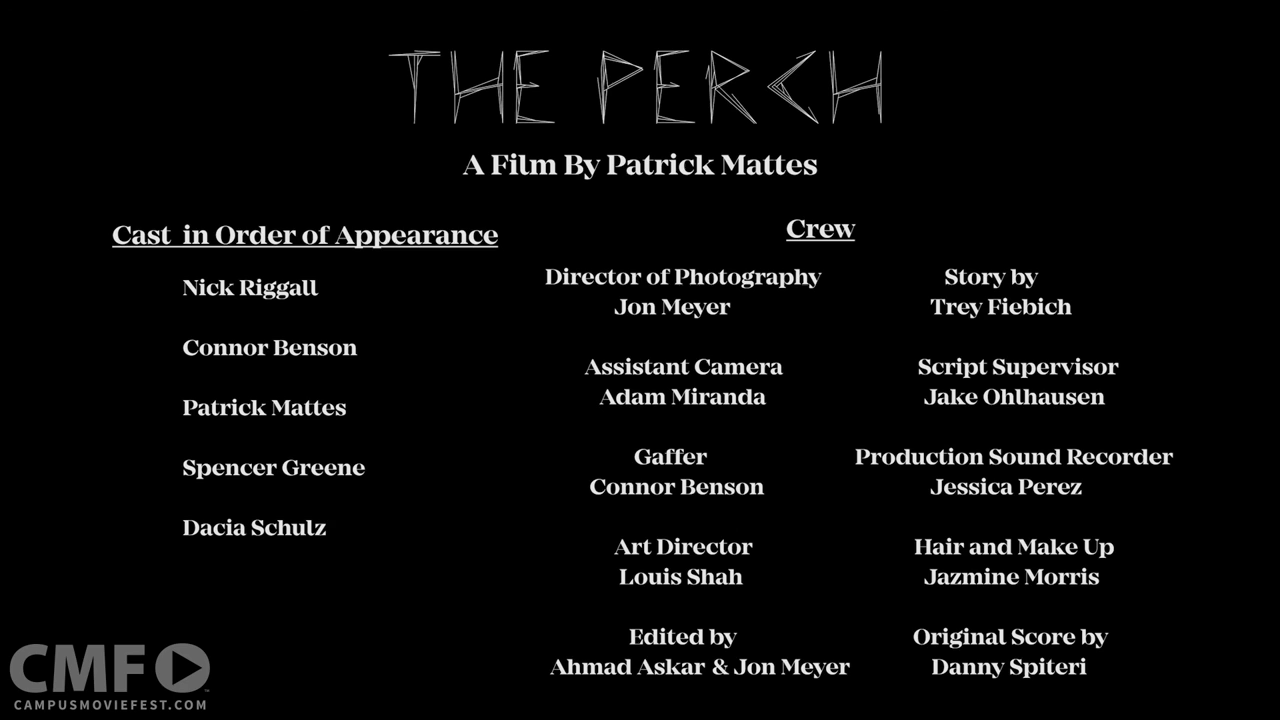 THE PERCH
A Film By Patrick Mattes
Cast in Order of Appearance
Nick Riggall
Connor Benson
Patrick Mattes
Spencer Greene
Dacia Schulz
Crew
Director of Photography
Jon Meyer
Assistant Camera
Adam Miranda
Gaffer
Connor Benson
Art Director
Louis Shah
Edited by
Ahmad Askar & Jon Meyer
Story by
Trey Fiebich
Script Supervisor
Jake Ohlhausen
Production Sound Recorder
Jessica Perez
Hair and Make Up
Jazmine Morris
Original Score by
Danny Spiteri
CMF
CAMPUSMOVIEFEST.COM